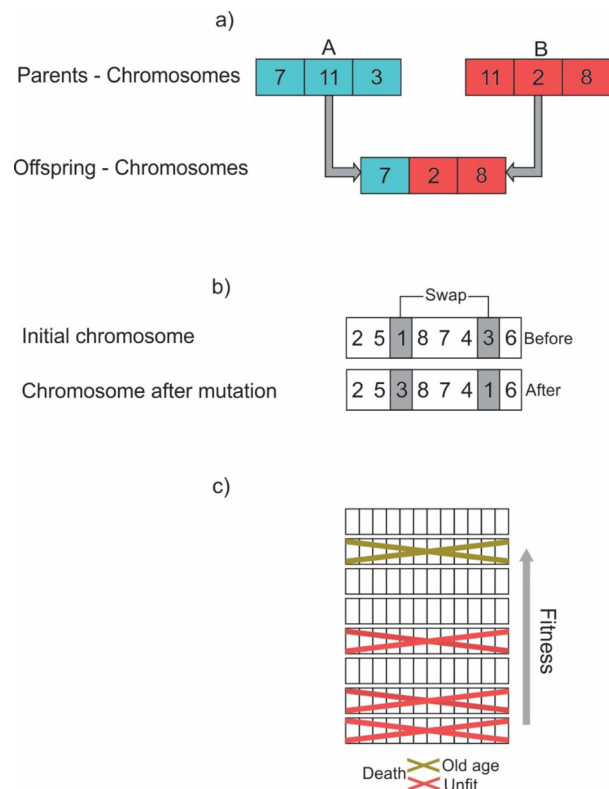 a)
A B
Parents - Chromosomes 7 11 3 11 2 8
Offspring - Chromosomes 7 2 8
b)
Swap
Initial chromosome 2 5 1 8 7 4 3 6 Before
Chromosome after mutation 2 5 3 8 7 4 1 6 After
c)
Fitness
Death Old age
Unfit